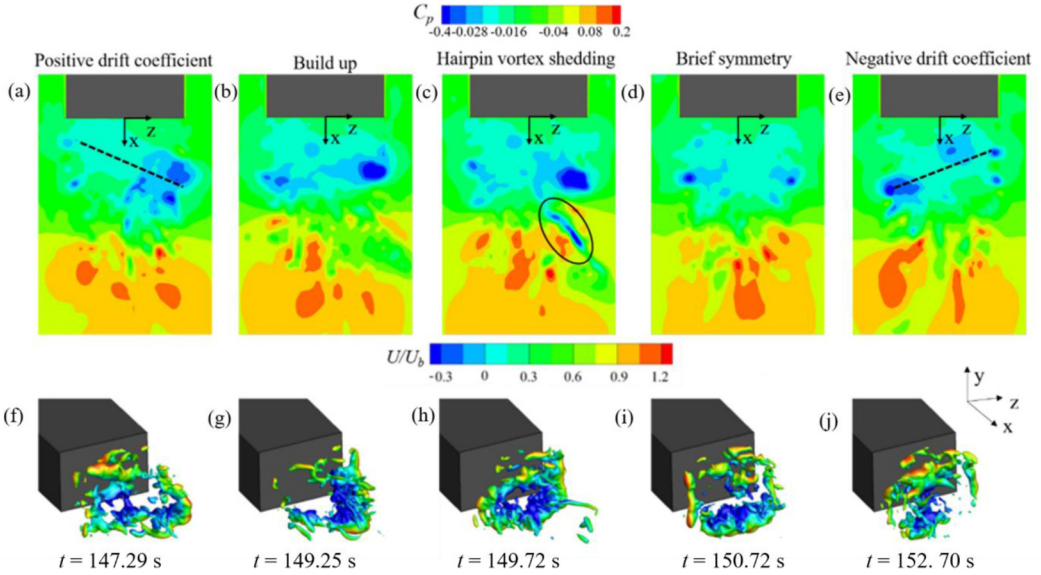 Cp
-0.4-0.028-0.016 -0.04 0.08 0.2
Positive drift coefficient Build up Hairpin vortex shedding Brief symmetry Negative drift coefficient
(a) (b) (c) (d) (e)
z z z z z
x x x x x
U/Ub
-0.3 0 0.3 0.6 0.9 1.2
y
z
x
(f) (g) (h) (i) (j)
t = 147.29 s t = 149.25 s t = 149.72 s t = 150.72 s t = 152. 70 s